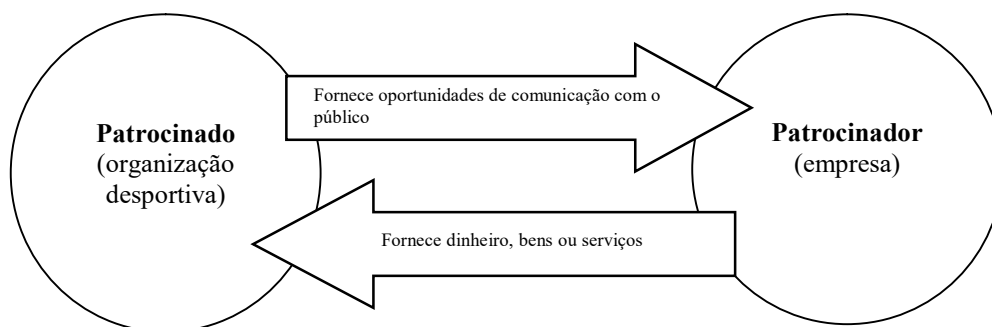 Fornece oportunidades de comunicação com o
público
Patrocinado
(organização
desportiva)
Patrocinador
(empresa)
Fornece dinheiro, bens ou serviços